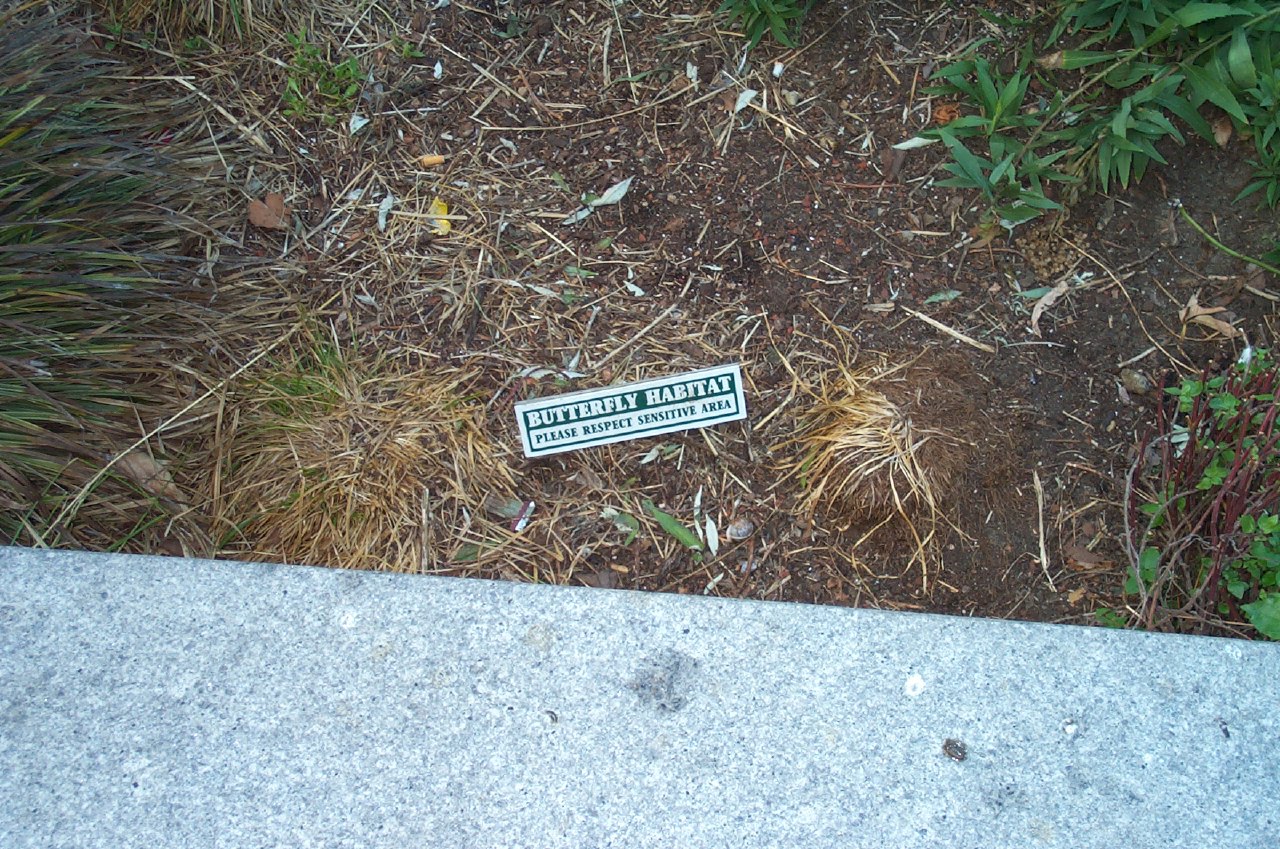 BUTTERFLY HABITAT
PLEASE RESPECT SENSITIVE AREA